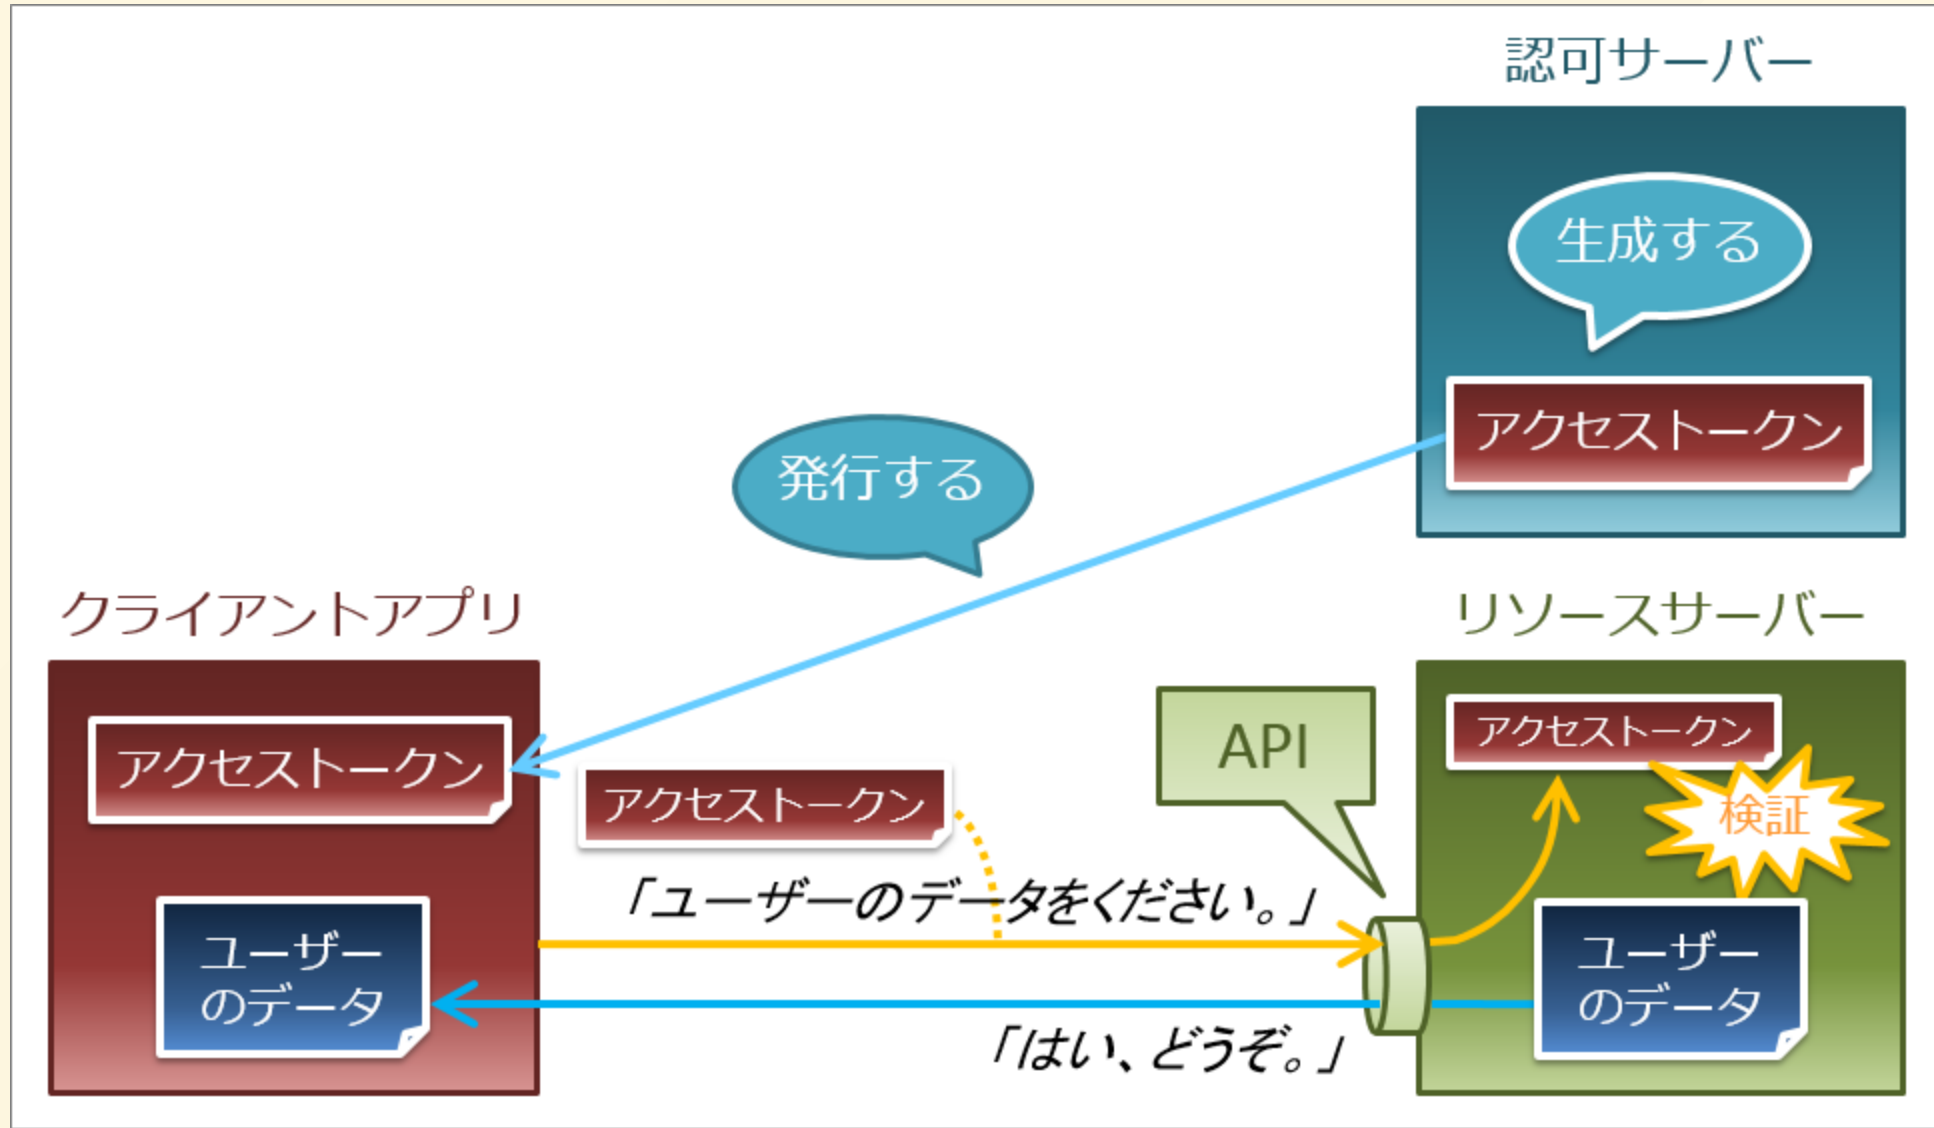 認可サーバー
生成する
アクセストークン
発行する
クライアントアプリ
リソースサーバー
アクセストークン
アクセストークン
API
アクセストークン
検証
「ユーザーのデータをください。」
ユーザー
のデータ
ユーザー
のデータ
「はい、どうぞ。」